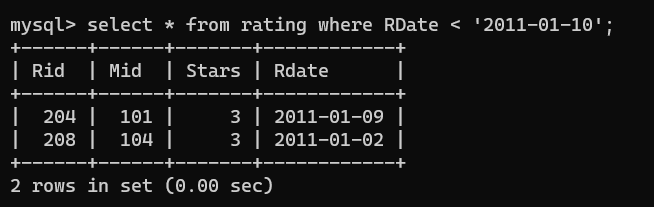 mysql> select * from rating where RDate < '2011-01-10';
+------+------+-------+------------+
| Rid  | Mid  | Stars | Rdate      |
+------+------+-------+------------+
|  204 |  101 |     3 | 2011-01-09 |
|  208 |  104 |     3 | 2011-01-02 |
+------+------+-------+------------+
2 rows in set (0.00 sec)